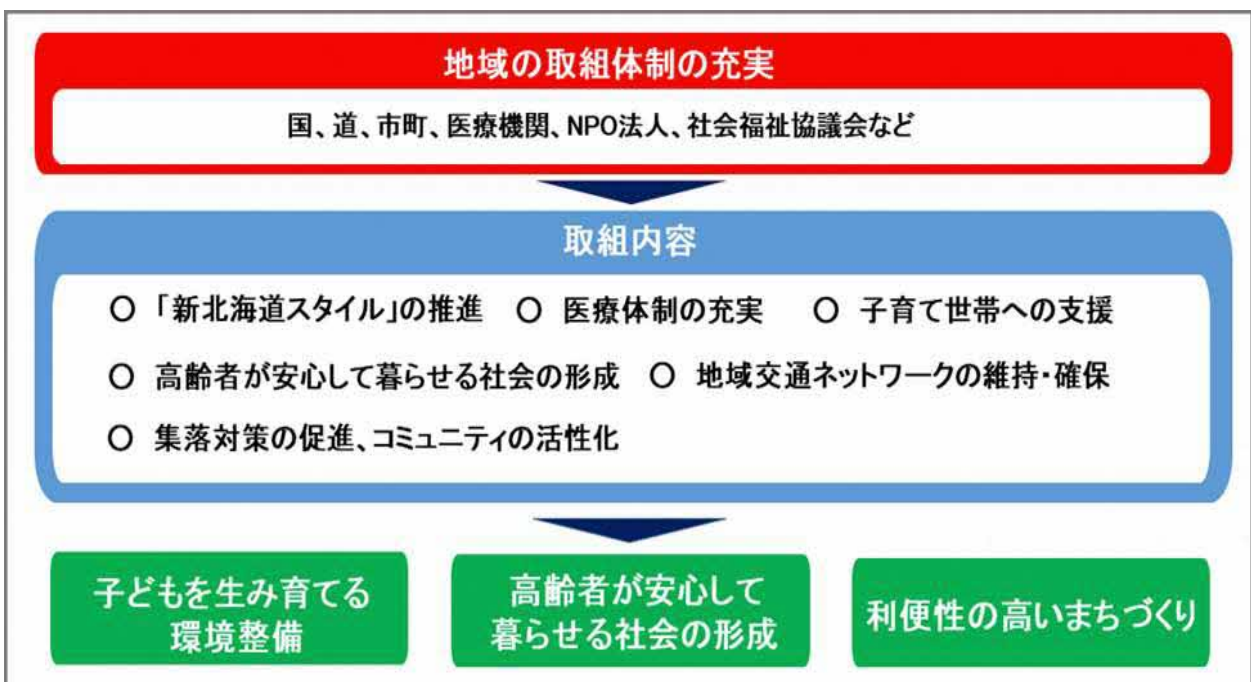 地域の取組体制の充実
国、道、市町、医療機関、NPO法人、社会福祉協議会など
取組内容
○ 「新北海道スタイル」の推進 ○ 医療体制の充実 ○ 子育て世帯への支援
○ 高齢者が安心して暮らせる社会の形成 ○ 地域交通ネットワークの維持・確保
○ 集落対策の促進、コミュニティの活性化
子どもを生み育てる
環境整備
高齢者が安心して
暮らせる社会の形成
利便性の高いまちづくり